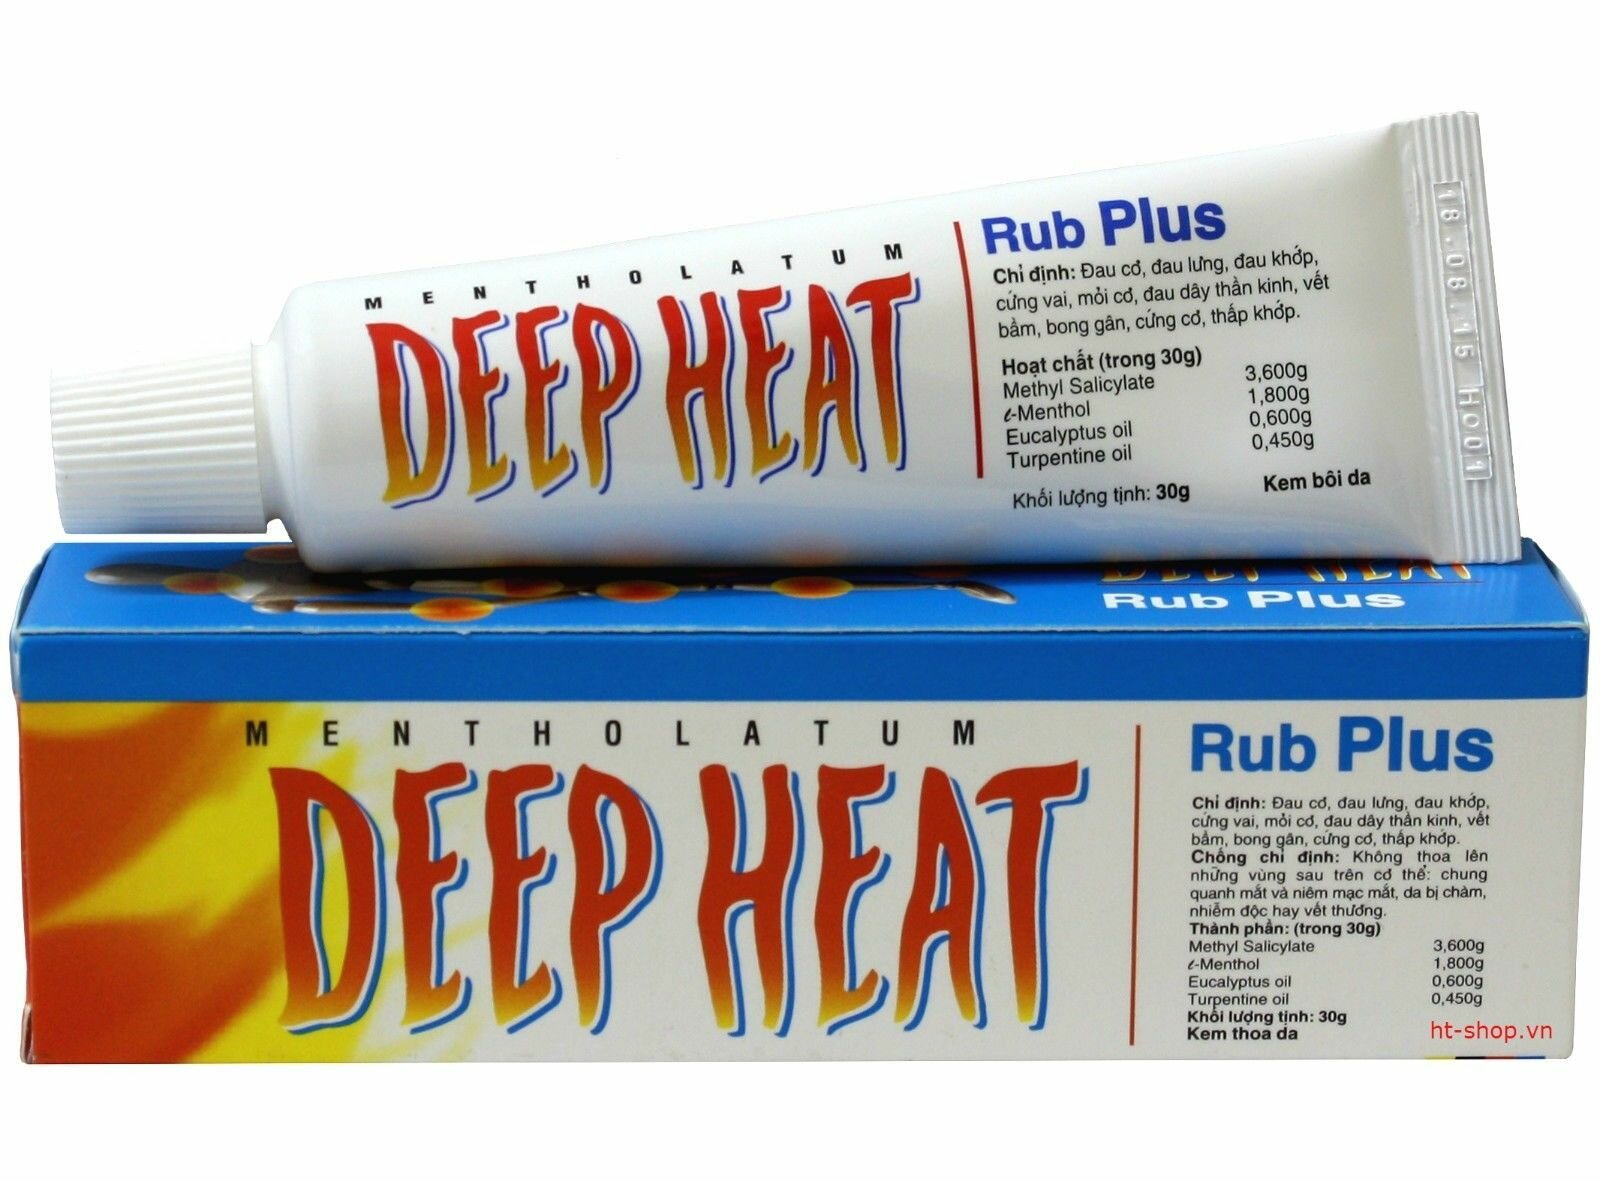 MENTHOLATUM
DEEP HEAT
Rub Plus
Chỉ định: Đau cơ, đau lưng, đau khớp,
cứng vai, mỏi cơ, đau dây thần kinh, vết
bầm, bong gân, cứng cơ, thấp khớp.
Hoạt chất (trong 30g)
Methyl Salicylate 3,600g
ℓ-Menthol 1,800g
Eucalyptus oil 0,600g
Turpentine oil 0,450g
Khối lượng tịnh: 30g Kem bôi da
18.08.15 Ho01
DEEP HEAT
Rub Plus
MENTHOLATUM
DEEP HEAT
Rub Plus
Chỉ định: Đau cơ, đau lưng, đau khớp,
cứng vai, mỏi cơ, đau dây thần kinh, vết
bầm, bong gân, cứng cơ, thấp khớp.
Chống chỉ định: Không thoa lên
những vùng sau trên cơ thể: chung
quanh mắt và niêm mạc mắt, da bị chàm,
nhiễm độc hay vết thương.
Thành phần: (trong 30g)
Methyl Salicylate 3,600g
ℓ-Menthol 1,800g
Eucalyptus oil 0,600g
Turpentine oil 0,450g
Khối lượng tịnh: 30g
Kem thoa da
ht-shop.vn